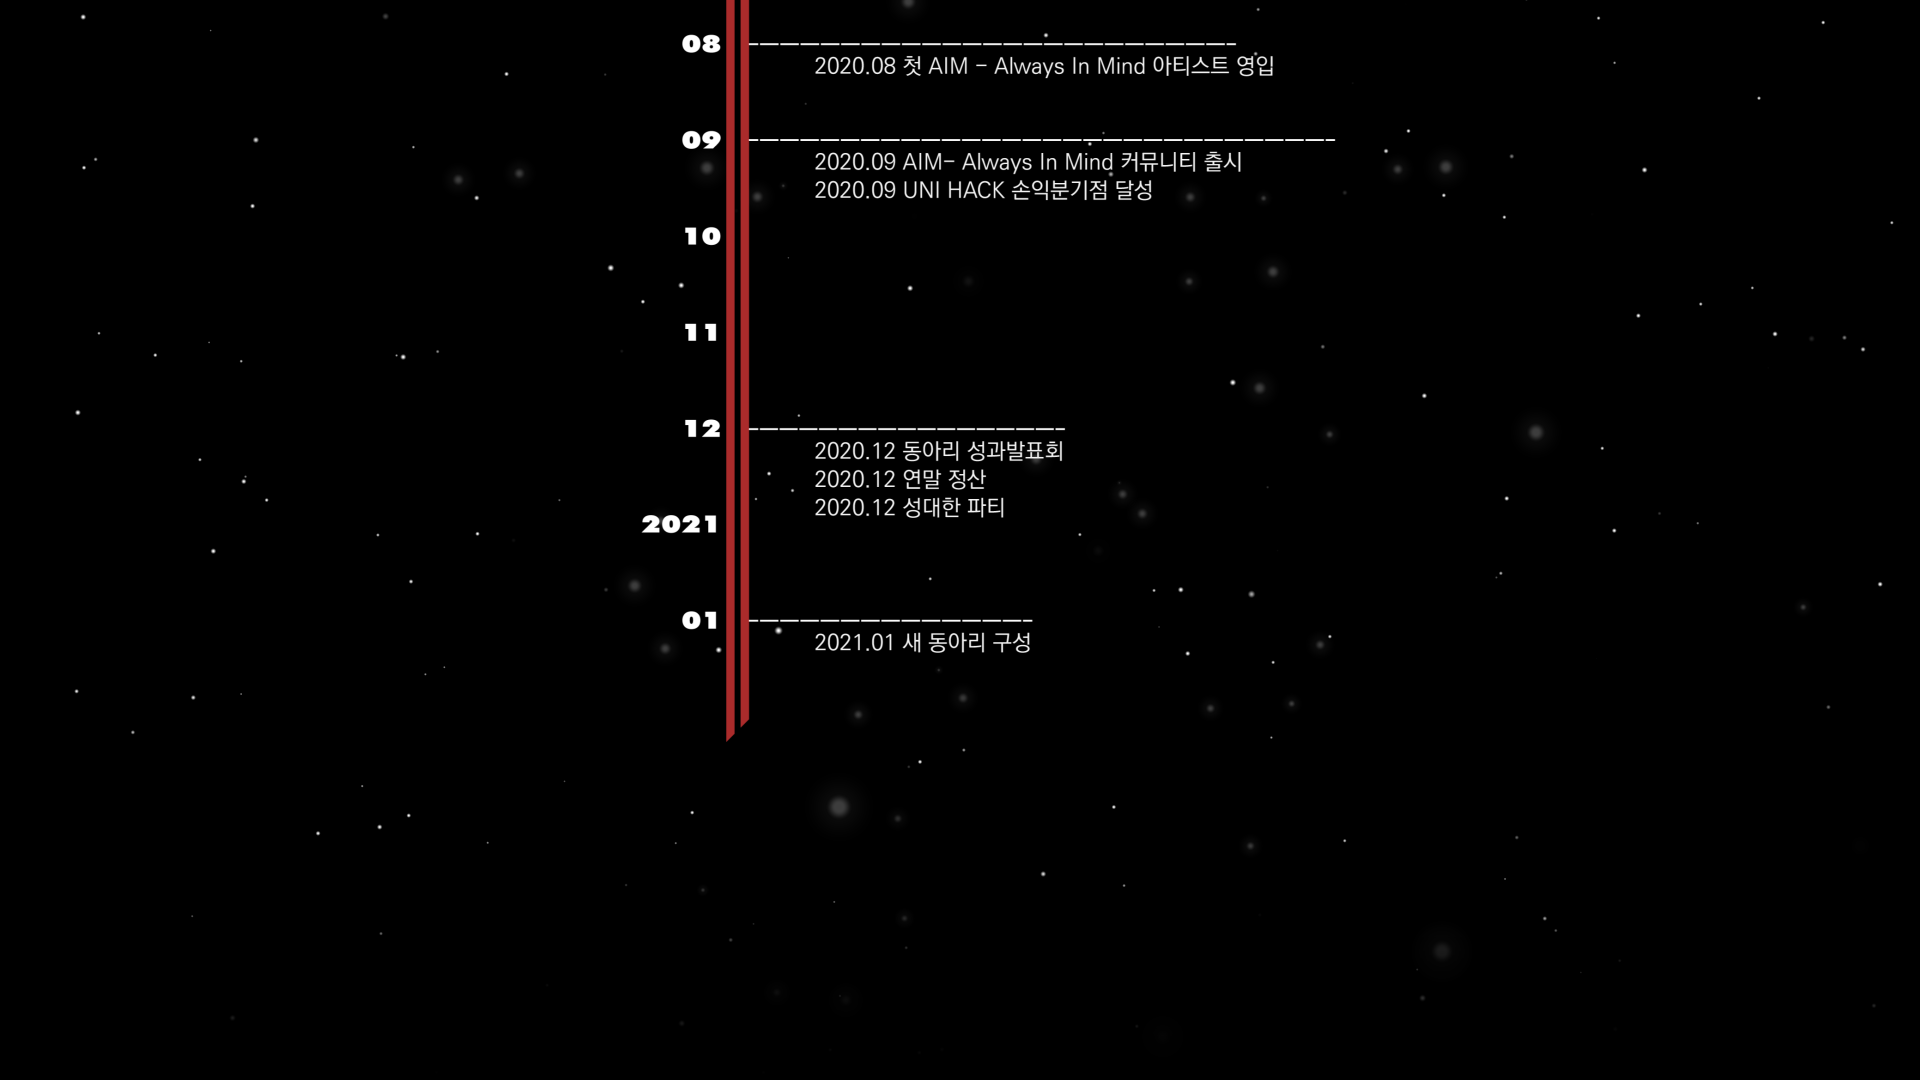 08
2020.08 첫 AIM - Always In Mind 아티스트 영입
09
2020.09 AIM- Always In Mind 커뮤니티 출시
2020.09 UNI HACK 손익분기점 달성
10
11
12
2020.12 동아리 성과발표회
2020.12 연말 정산
2020.12 성대한 파티
2021
01
2021.01 새 동아리 구성